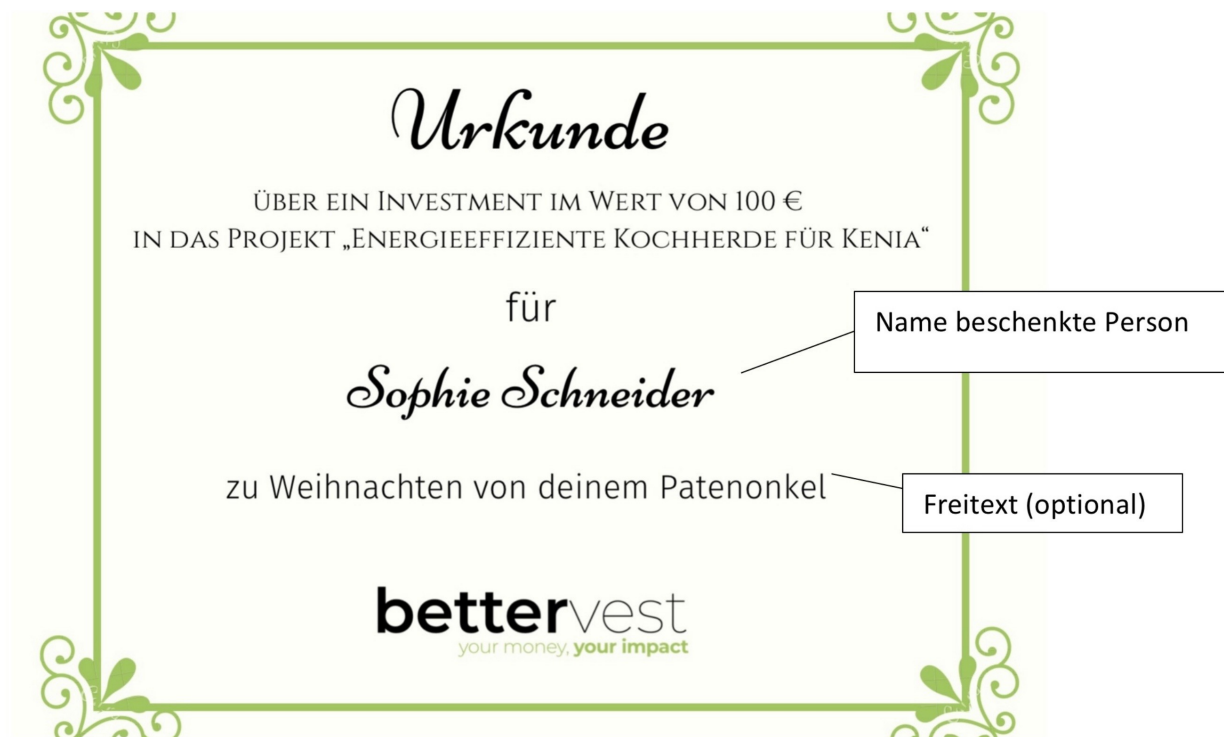 Urkunde
ÜBER EIN INVESTMENT IM WERT VON 100 €
IN DAS PROJEKT „ENERGIEEFFIZIENTE KOCHHERDE FÜR KENIA“
für
Name beschenkte Person
Sophie Schneider
zu Weihnachten von deinem Patenonkel
Freitext (optional)
bettervest
your money, your impact